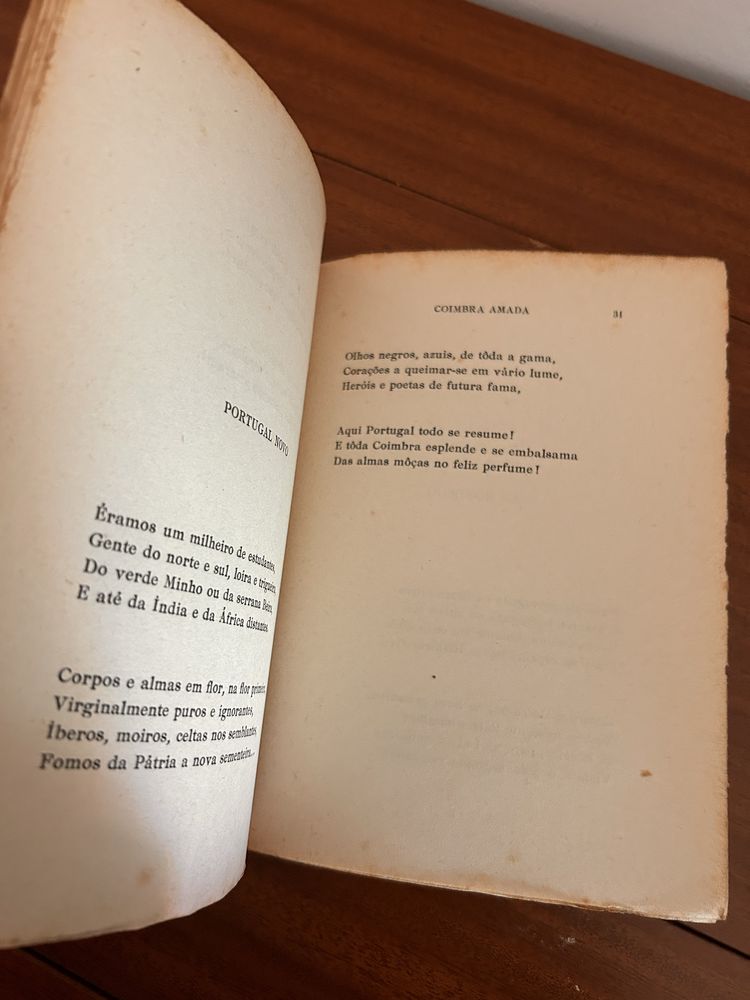 PORTUGAL NOVO
Éramos um milheiro de estudantes,
Gente do norte e sul, loira e trigueira,
Do verde Minho ou da serrana Beira,
E até da Índia e da África distantes.
Corpos e almas em flor, na flor primeira,
Virginalmente puros e ignorantes,
Íberos, moiros, celtas nos semblantes,
Fomos da Pátria a nova sementeira...
COIMBRA AMADA 31
Olhos negros, azuis, de tôda a gama,
Corações a queimar-se em vário lume,
Heróis e poetas de futura fama,
Aqui Portugal todo se resume!
E tôda Coimbra esplende e se embalsama
Das almas môças no feliz perfume!